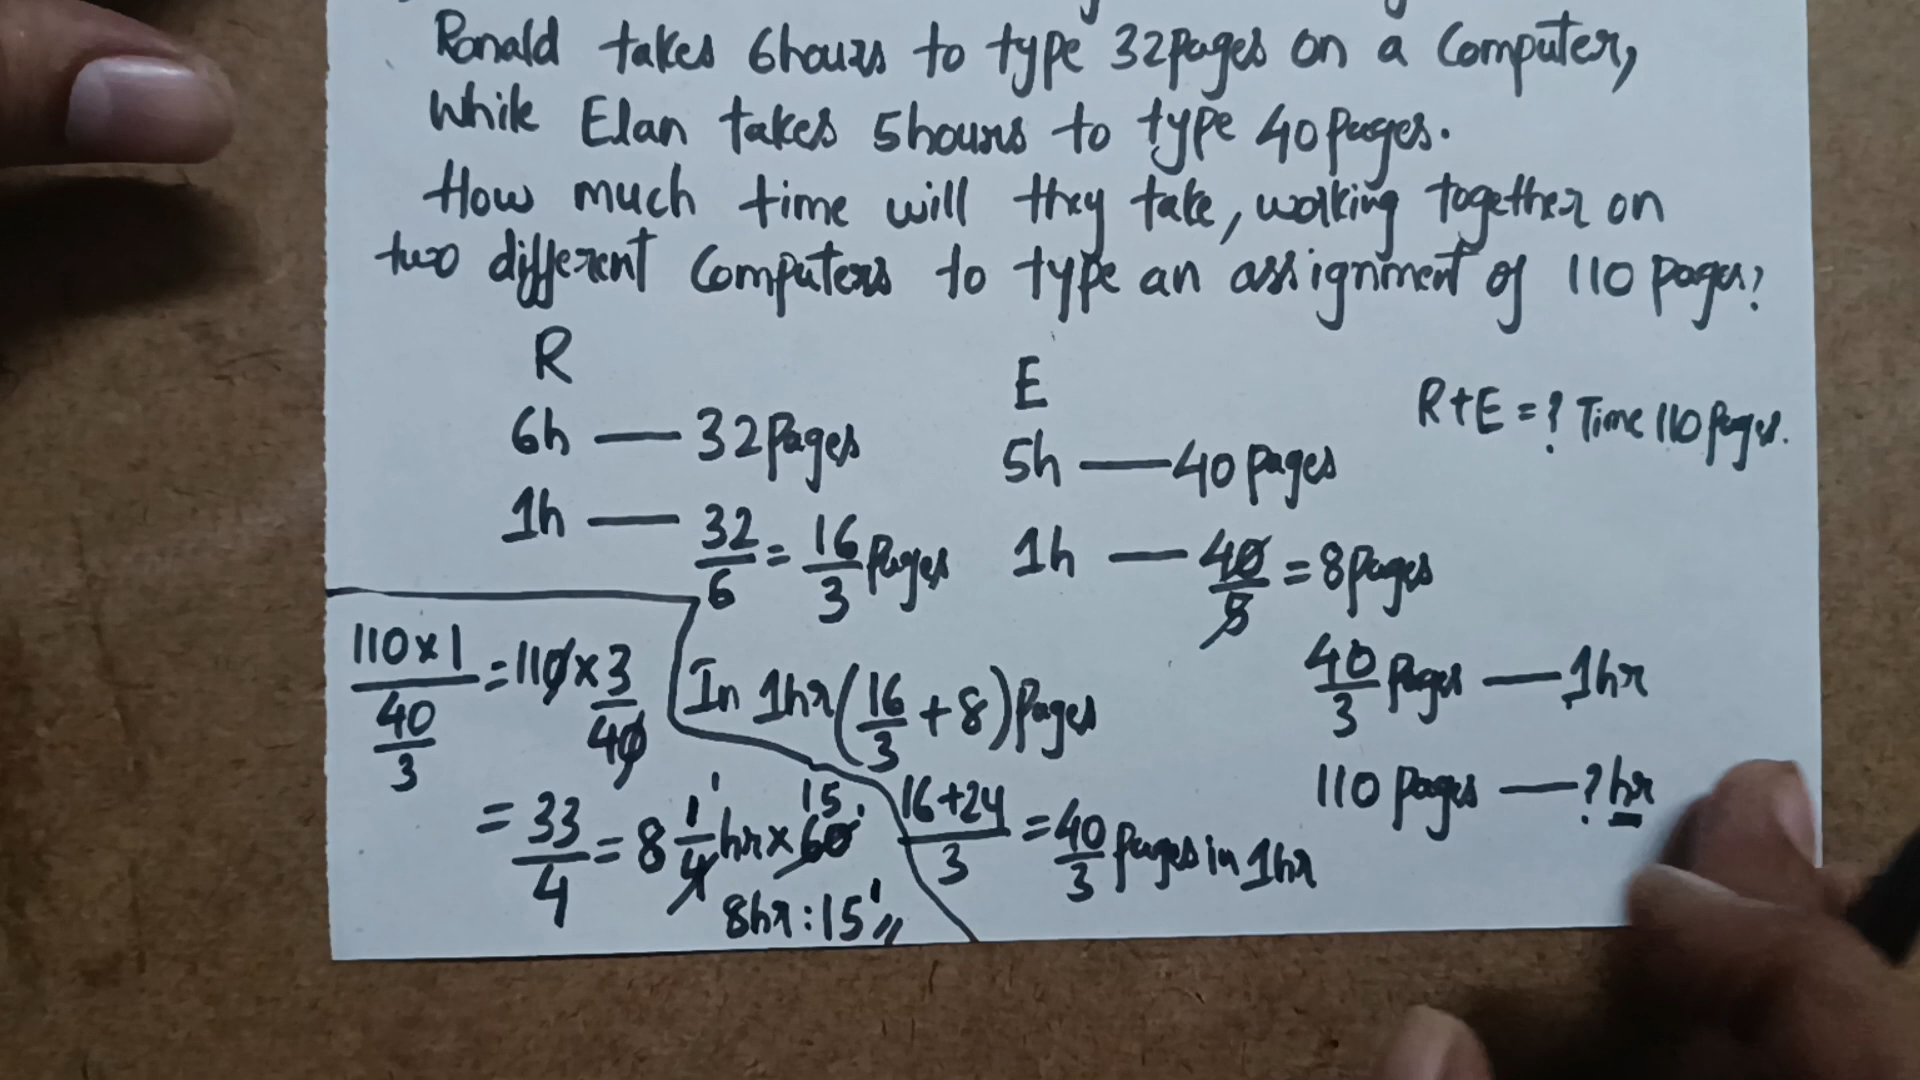 Ronald takes 6hours to type 32pages on a Computer,
While Elan takes 5hours to type 40pages.
How much time will they take, working together on
two different Computers to type an assignment of 110 pages?
R
6h — 32Pages
1h — 32/6 = 16/3 Pages
E
5h — 40 pages
1h — 40/5 = 8pages
R+E = ? Time 110 Pages.
In 1hr (16/3 + 8) Pages
16+24/3 = 40/3 pages in 1hr
40/3 Pages — 1hr
110 pages — ? hr
110 x 1 / 40/3 = 110 x 3/40
= 33/4 = 8 1/4 hr x 60 15
8hr : 15' //